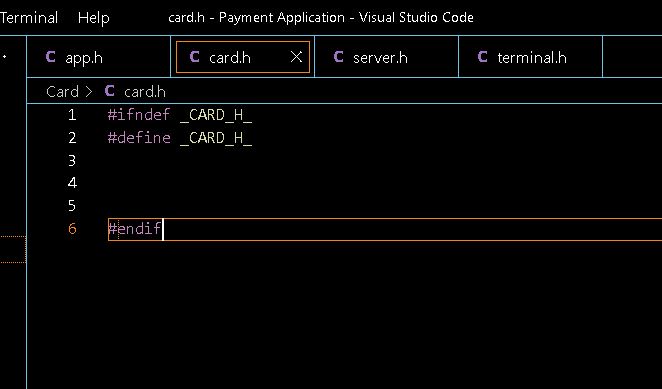 Terminal Help card.h - Payment Application - Visual Studio Code
C app.h C card.h × C server.h C terminal.h
Card > C card.h
1 #ifndef _CARD_H_
2 #define _CARD_H_
3
4
5
6 #endif